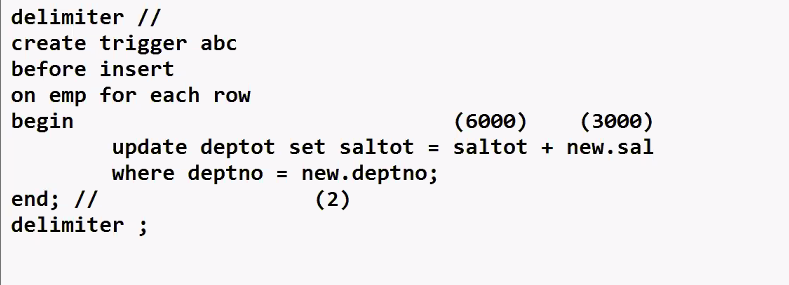 delimiter //
create trigger abc
before insert
on emp for each row
begin (6000) (3000)
update deptot set saltot = saltot + new.sal
where deptno = new.deptno;
end; // (2)
delimiter ;